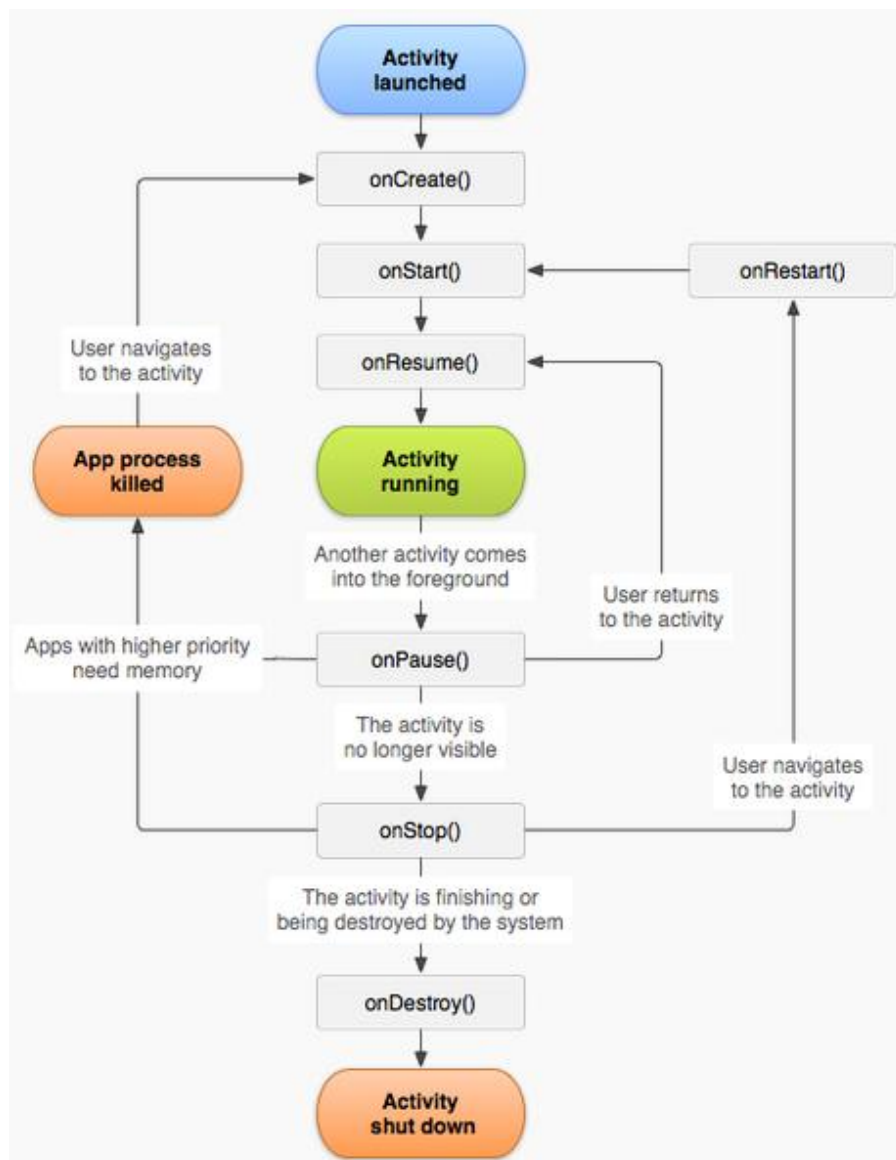 Activity
launched
onCreate()
onStart()
onRestart()
User navigates
to the activity
onResume()
App process
killed
Activity
running
Another activity comes
into the foreground
User returns
to the activity
Apps with higher priority
need memory
onPause()
The activity is
no longer visible
User navigates
to the activity
onStop()
The activity is finishing or
being destroyed by the system
onDestroy()
Activity
shut down